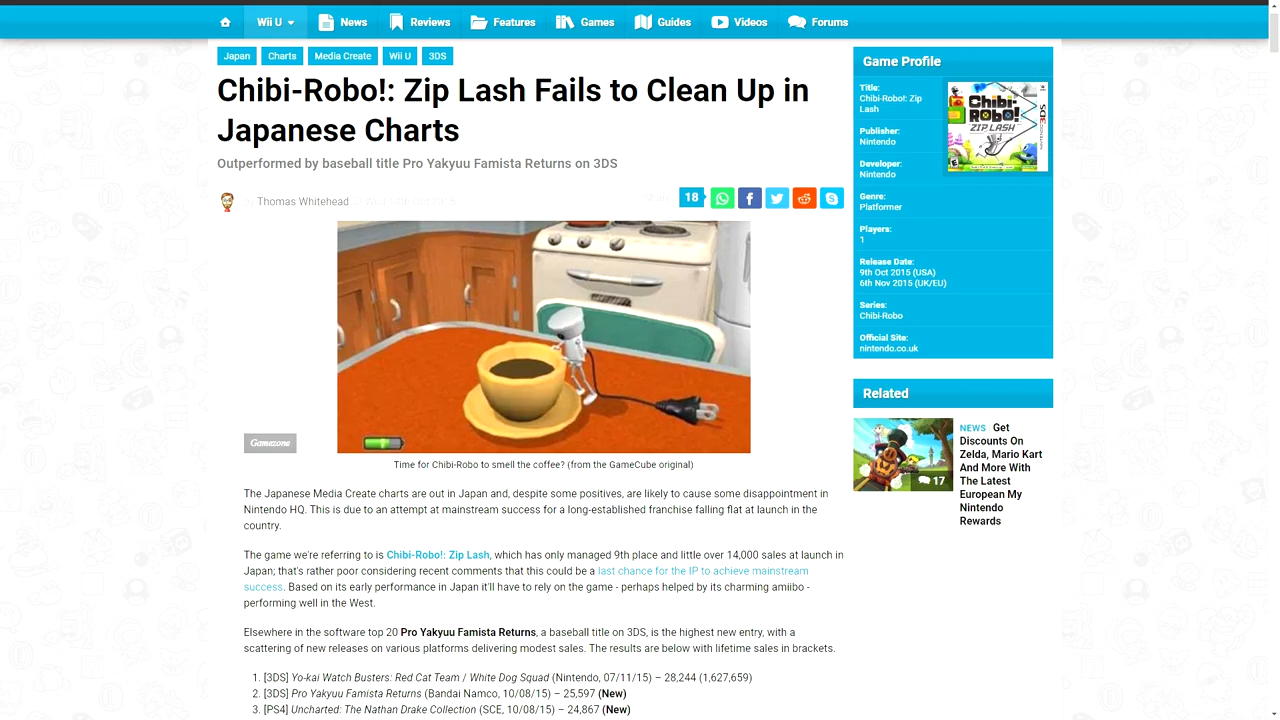 Wii U News Reviews Features Games Guides Videos Forums
Japan Charts Media Create Wii U 3DS
Chibi-Robo!: Zip Lash Fails to Clean Up in
Japanese Charts
Outperformed by baseball title Pro Yakyuu Famista Returns on 3DS
by Thomas Whitehead
18
Gamezone
Time for Chibi-Robo to smell the coffee? (from the GameCube original)
The Japanese Media Create charts are out in Japan and, despite some positives, are likely to cause some disappointment in
Nintendo HQ. This is due to an attempt at mainstream success for a long-established franchise falling flat at launch in the
country.
The game we're referring to is Chibi-Robo!: Zip Lash, which has only managed 9th place and little over 14,000 sales at launch in
Japan; that's rather poor considering recent comments that this could be a last chance for the IP to achieve mainstream
success. Based on its early performance in Japan it'll have to rely on the game - perhaps helped by its charming amiibo -
performing well in the West.
Elsewhere in the software top 20 Pro Yakyuu Famista Returns, a baseball title on 3DS, is the highest new entry, with a
scattering of new releases on various platforms delivering modest sales. The results are below with lifetime sales in brackets.
1. [3DS] Yo-kai Watch Busters: Red Cat Team / White Dog Squad (Nintendo, 07/11/15) – 28,244 (1,627,659)
2. [3DS] Pro Yakyuu Famista Returns (Bandai Namco, 10/08/15) – 25,597 (New)
3. [PS4] Uncharted: The Nathan Drake Collection (SCE, 10/08/15) – 24,867 (New)
Game Profile
Title:
Chibi-Robo!: Zip
Lash
Chibi-
Robo!
ZIP LASH
NINTENDO 3DS
Publisher:
Nintendo
Developer:
Nintendo
Genre:
Platformer
Players:
1
Release Date:
9th Oct 2015 (USA)
6th Nov 2015 (UK/EU)
Series:
Chibi-Robo
Official Site:
nintendo.co.uk
Related
17
NEWS Get
Discounts On
Zelda, Mario Kart
And More With
The Latest
European My
Nintendo
Rewards